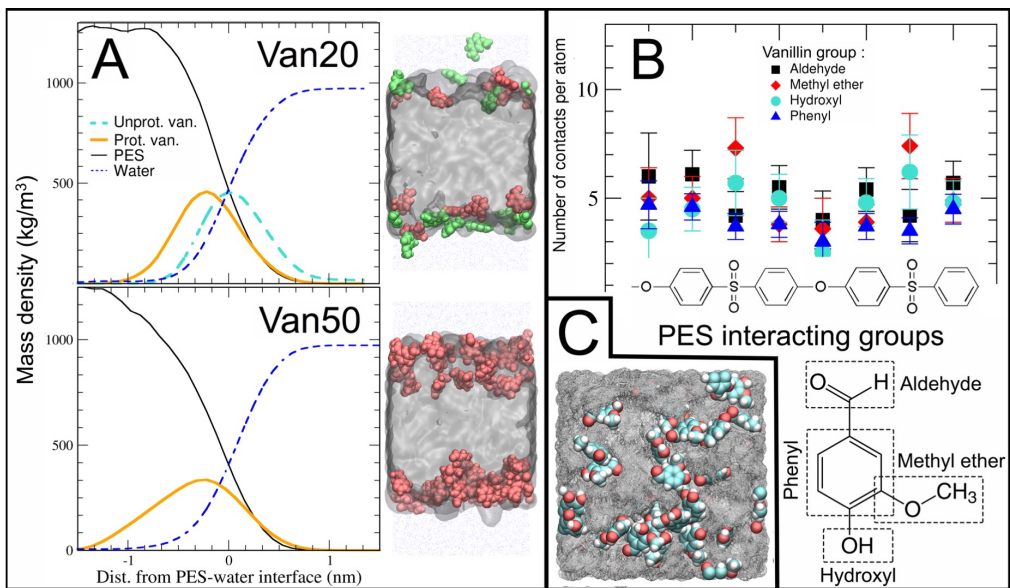 A
Van20
1000
500
Unprot. van.
Prot. van.
PES
Water
Mass density (kg/m³)
Van50
1000
500
0
-1
0
1
Dist. from PES-water interface (nm)
B
Vanillin group :
Aldehyde
Methyl ether
Hydroxyl
Phenyl
10
5
Number of contacts per atom
O
O
S
O
O
O
S
O
PES interacting groups
C
O
H
Aldehyde
Phenyl
Methyl ether
O
CH₃
OH
Hydroxyl